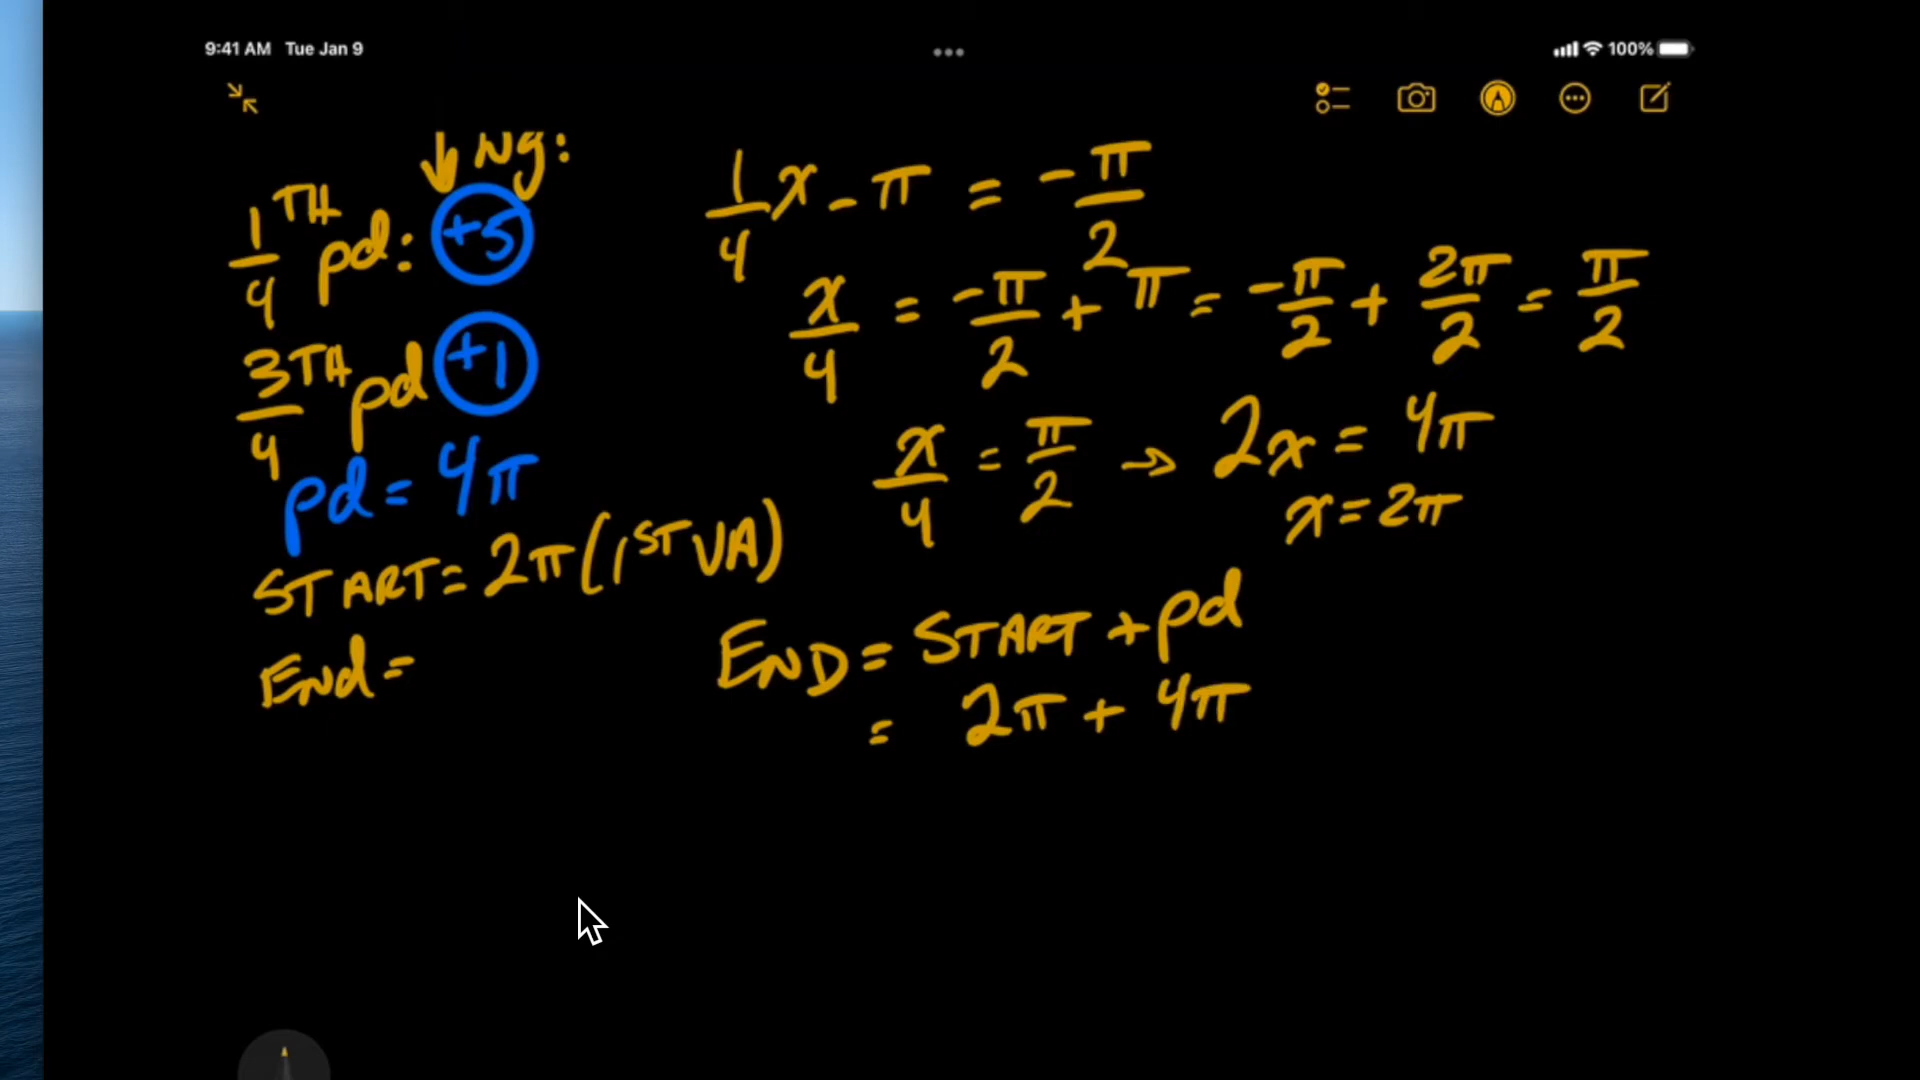 9:41 AM Tue Jan 9
100%
↓ Ng:
1/4 TH pd: +5
3/4 TH pd +1
pd = 4π
START = 2π (1ST VA)
End =
1/4 x - π = -π/2
x/4 = -π/2 + π = -π/2 + 2π/2 = π/2
x/4 = π/2 → 2x = 4π
x = 2π
END = START + pd
= 2π + 4π